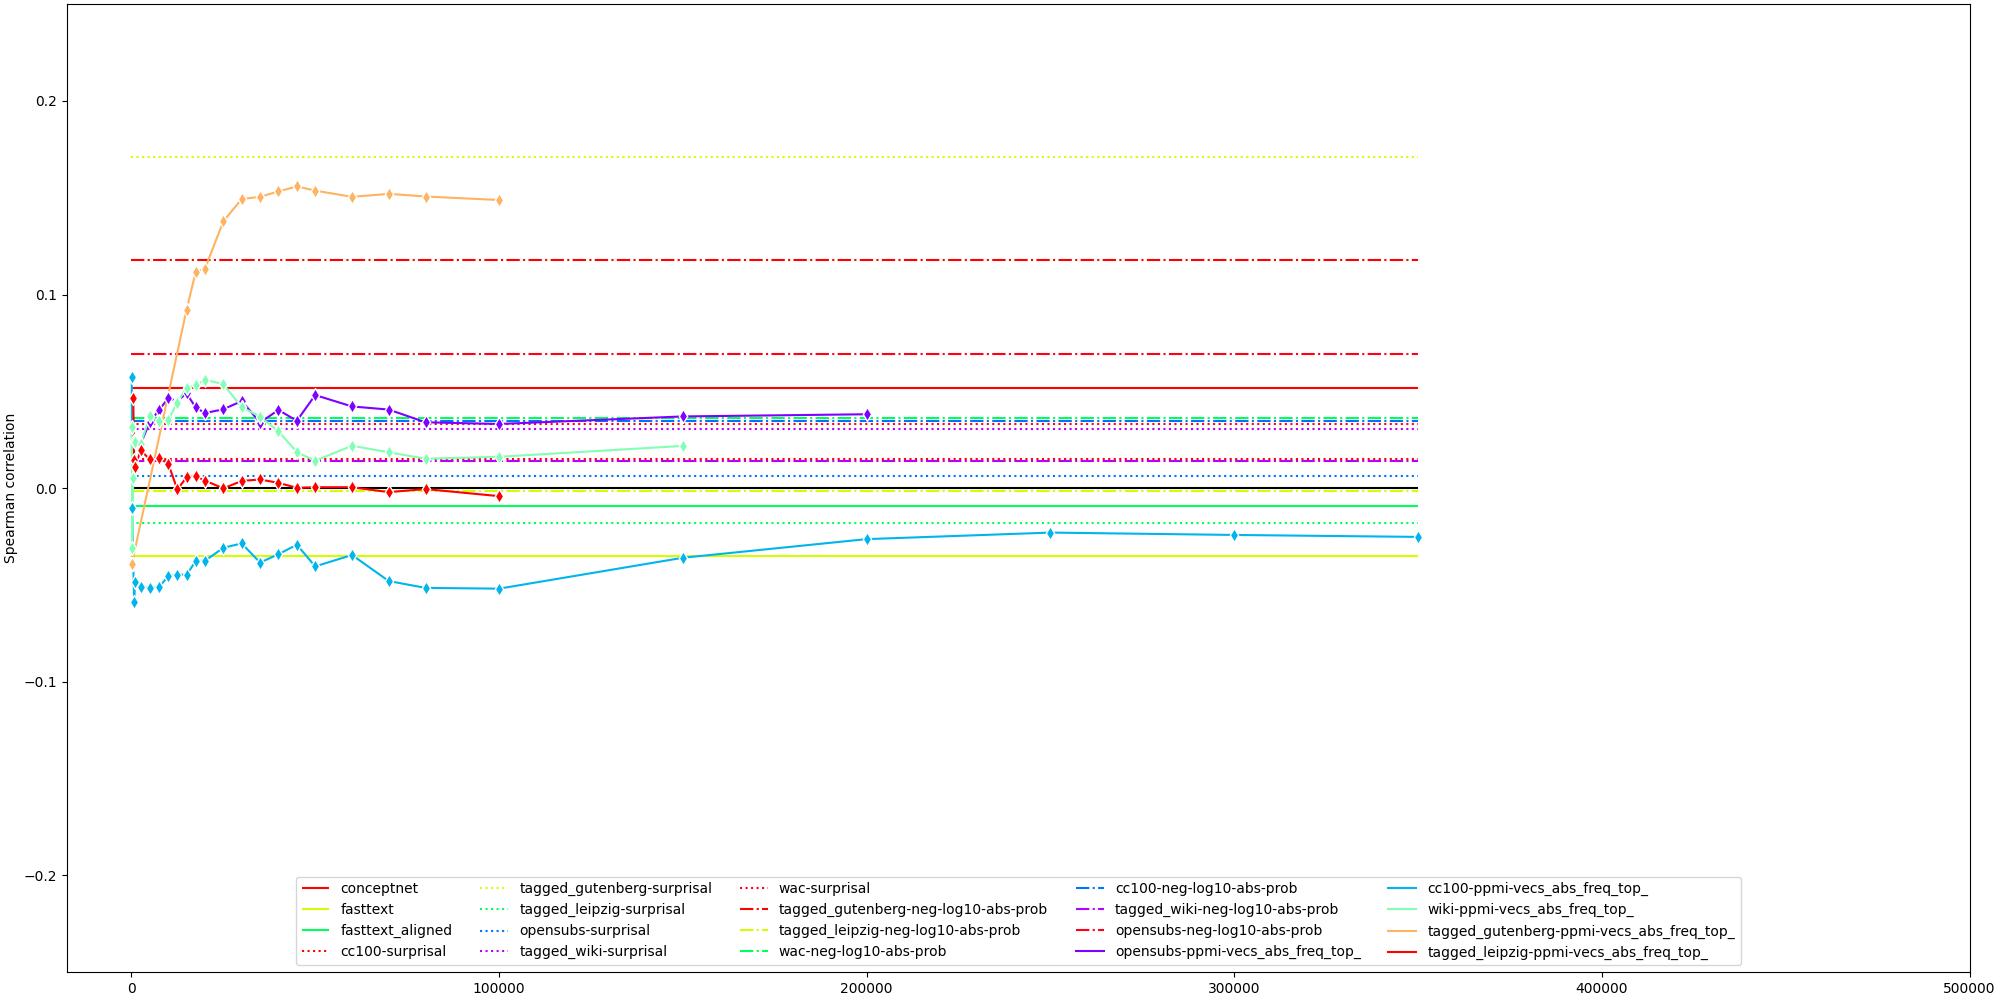 0.2
0.1
0.0
−0.1
−0.2
Spearman correlation
conceptnet
fasttext
fasttext_aligned
cc100-surprisal
tagged_gutenberg-surprisal
tagged_leipzig-surprisal
opensubs-surprisal
tagged_wiki-surprisal
wac-surprisal
tagged_gutenberg-neg-log10-abs-prob
tagged_leipzig-neg-log10-abs-prob
wac-neg-log10-abs-prob
cc100-neg-log10-abs-prob
tagged_wiki-neg-log10-abs-prob
opensubs-neg-log10-abs-prob
opensubs-ppmi-vecs_abs_freq_top_
cc100-ppmi-vecs_abs_freq_top_
wiki-ppmi-vecs_abs_freq_top_
tagged_gutenberg-ppmi-vecs_abs_freq_top_
tagged_leipzig-ppmi-vecs_abs_freq_top_
0 100000 200000 300000 400000 500000